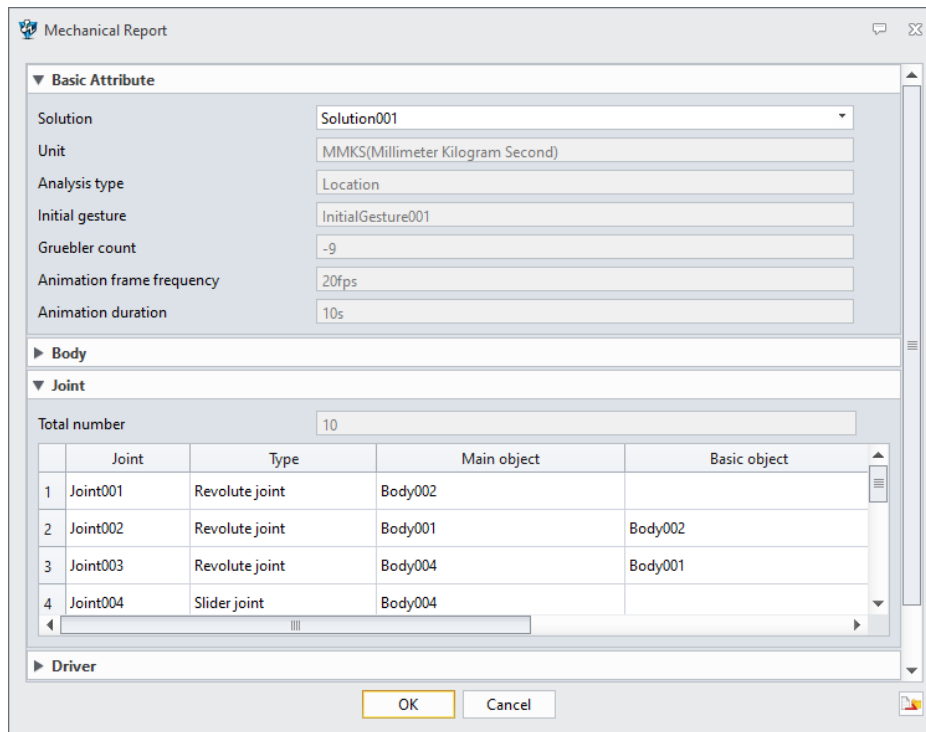 Mechanical Report
Basic Attribute
Solution Solution001
Unit MMKS(Millimeter Kilogram Second)
Analysis type Location
Initial gesture InitialGesture001
Gruebler count -9
Animation frame frequency 20fps
Animation duration 10s
Body
Joint
Total number 10
Joint Type Main object Basic object
1 Joint001 Revolute joint Body002
2 Joint002 Revolute joint Body001 Body002
3 Joint003 Revolute joint Body004 Body001
4 Joint004 Slider joint Body004
Driver
OK Cancel